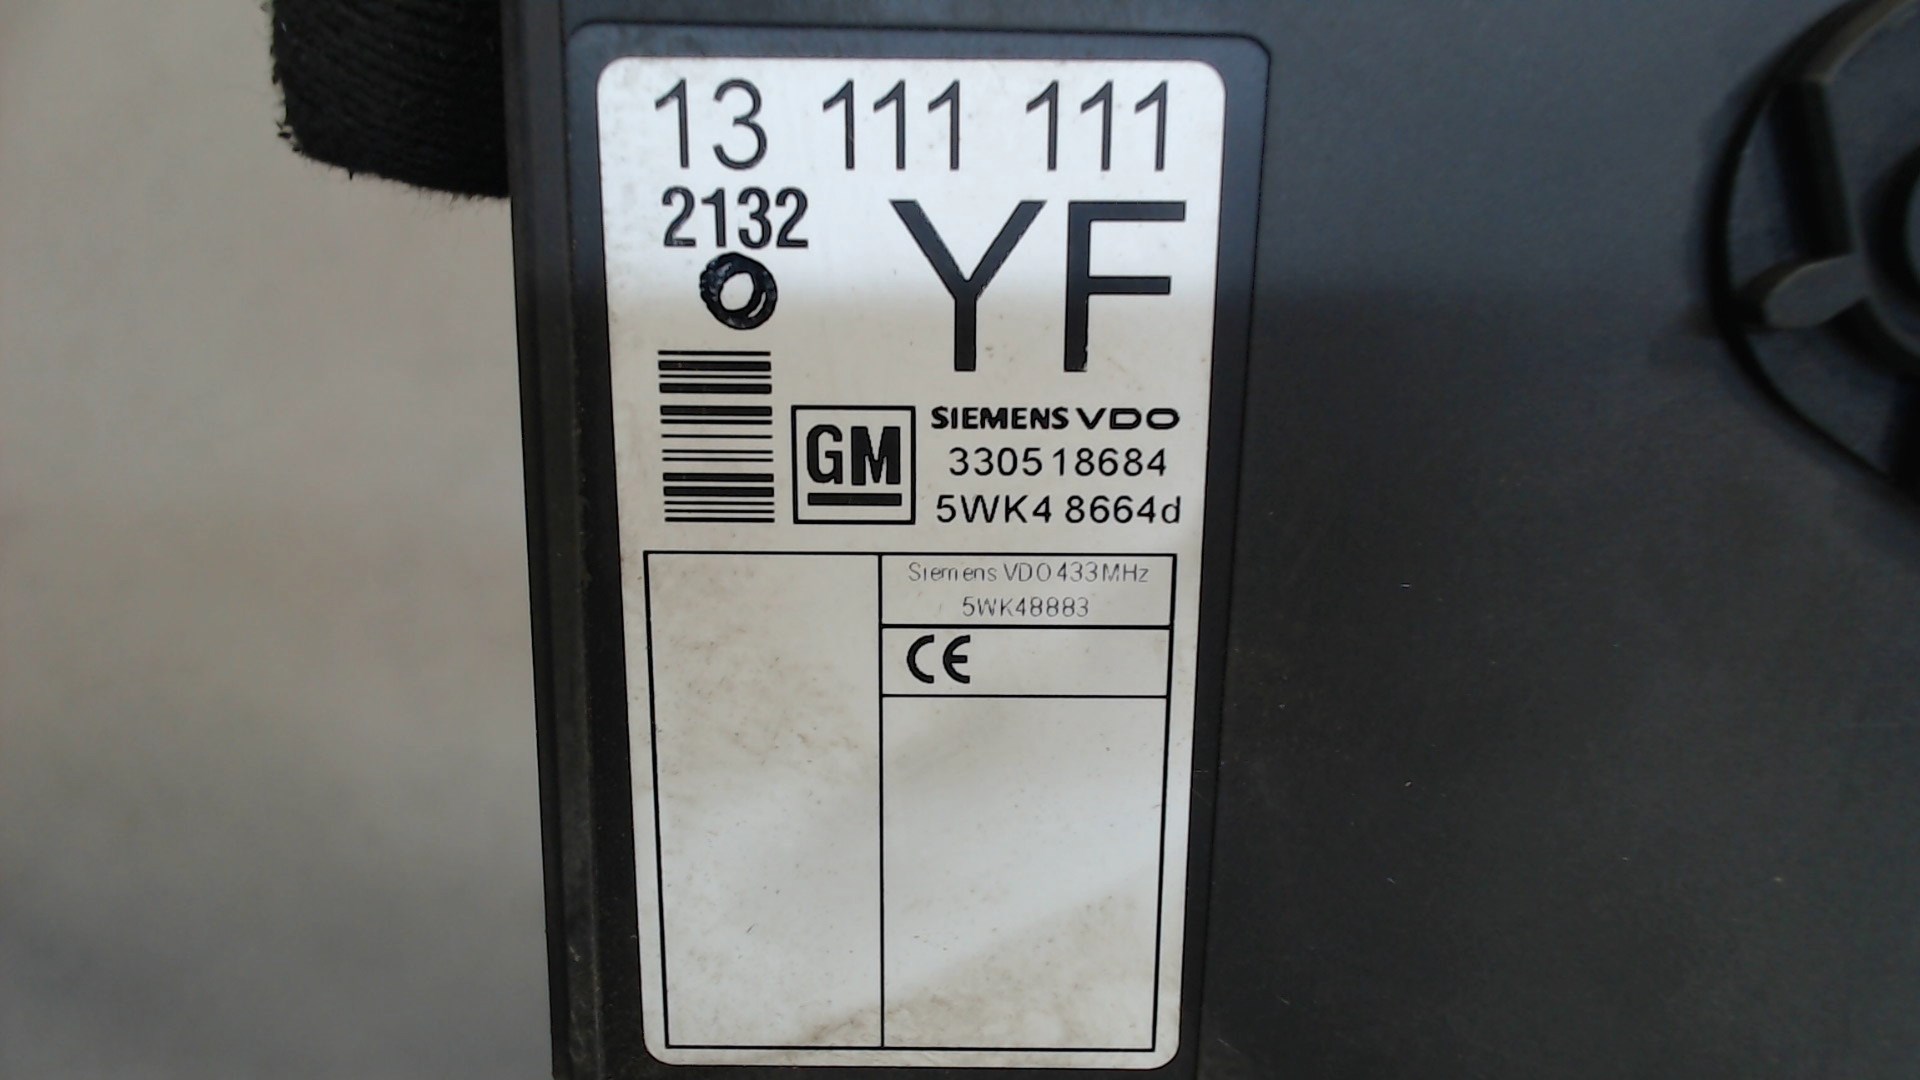 13 111 111
2132
YF
GM
SIEMENS VDO
330518684
5WK4 8664d
Siemens VDO 433MHz
5WK48883
CE